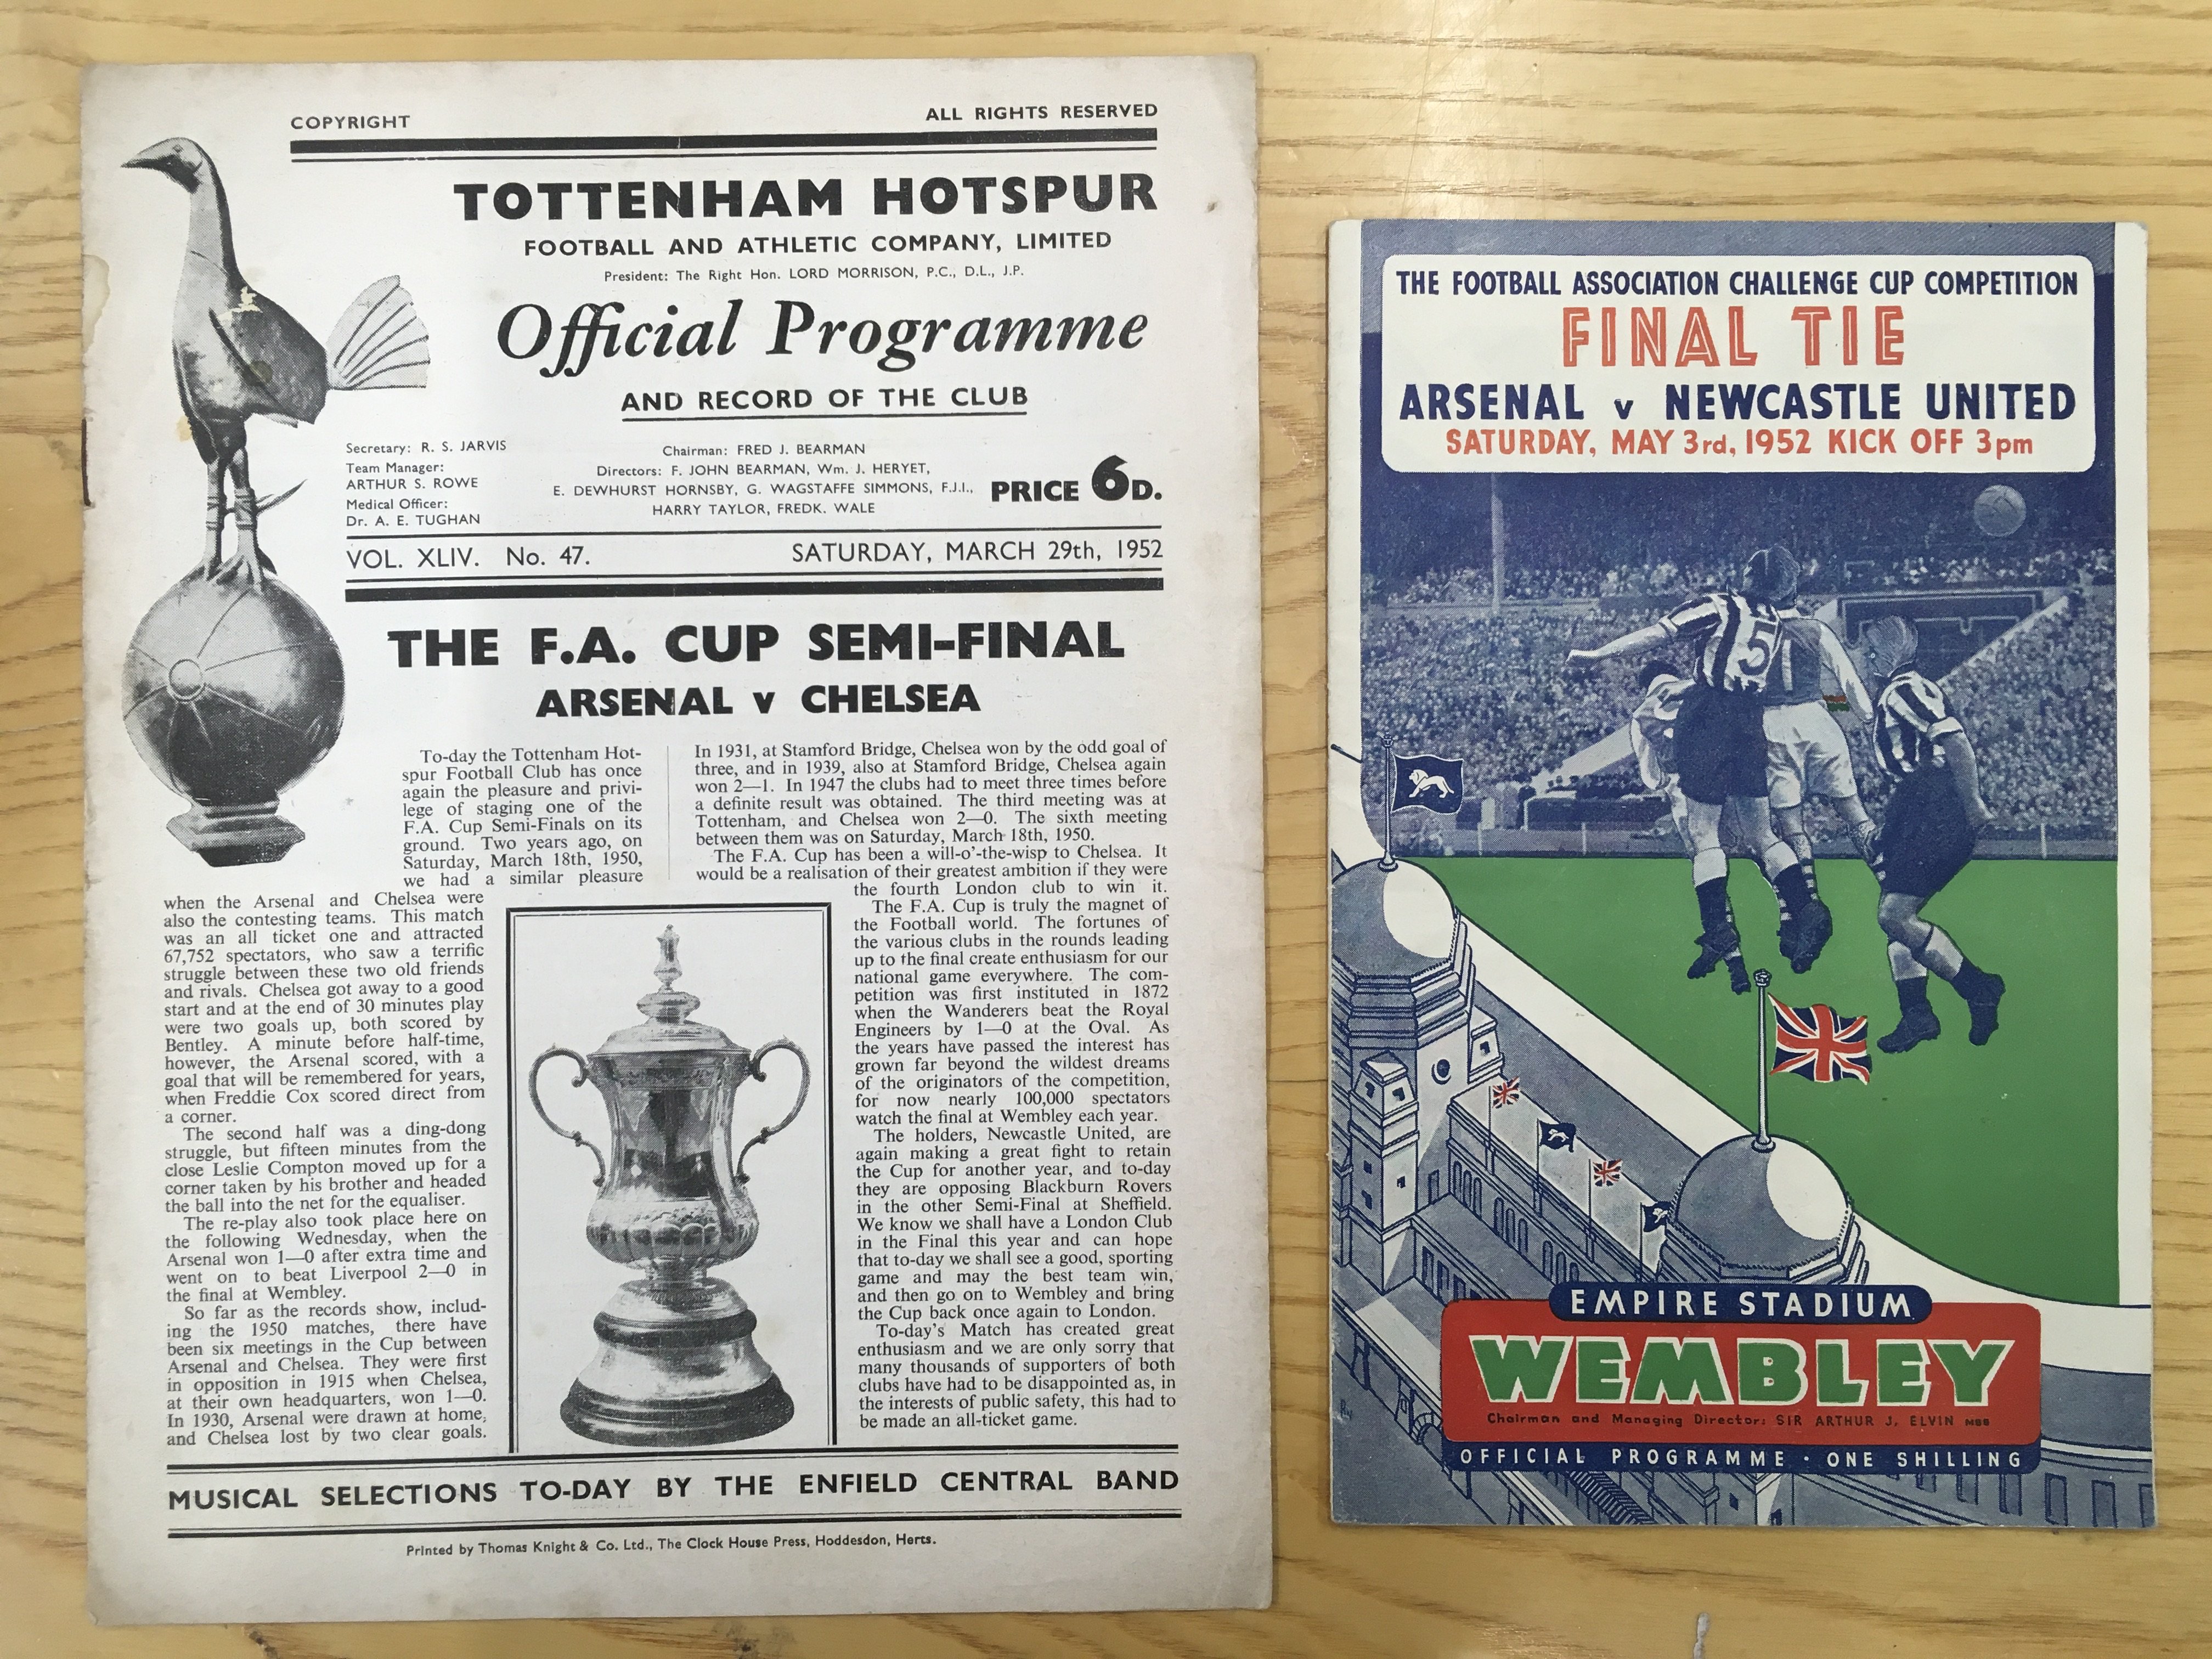 COPYRIGHT
ALL RIGHTS RESERVED
TOTTENHAM HOTSPUR
FOOTBALL AND ATHLETIC COMPANY, LIMITED
President: The Right Hon. LORD MORRISON, P.C., D.L., J.P.
Official Programme
AND RECORD OF THE CLUB
Secretary: R. S. JARVIS
Team Manager:
ARTHUR S. ROWE
Medical Officer:
Dr. A. E. TUGHAN
Chairman: FRED J. BEARMAN
Directors: F. JOHN BEARMAN, Wm. J. HERYET,
E. DEWHURST HORNSBY, G. WAGSTAFFE SIMMONS, F.J.I.,
HARRY TAYLOR, FREDK. WALE
PRICE 6D.
VOL. XLIV. No. 47.
SATURDAY, MARCH 29th, 1952
THE F.A. CUP SEMI-FINAL
ARSENAL v CHELSEA
To-day the Tottenham Hot-
spur Football Club has once
again the pleasure and privi-
lege of staging one of the
F.A. Cup Semi-Finals on its
ground. Two years ago, on
Saturday, March 18th, 1950,
we had a similar pleasure
when the Arsenal and Chelsea were
also the contesting teams. This match
was an all ticket one and attracted
67,752 spectators, who saw a terrific
struggle between these two old friends
and rivals. Chelsea got away to a good
start and at the end of 30 minutes play
were two goals up, both scored by
Bentley. A minute before half-time,
however, the Arsenal scored, with a
goal that will be remembered for years,
when Freddie Cox scored direct from
a corner.
The second half was a ding-dong
struggle, but fifteen minutes from the
close Leslie Compton moved up for a
corner taken by his brother and headed
the ball into the net for the equaliser.
The re-play also took place here on
the following Wednesday, when the
Arsenal won 1—0 after extra time and
went on to beat Liverpool 2—0 in
the final at Wembley.
So far as the records show, includ-
ing the 1950 matches, there have
been six meetings in the Cup between
Arsenal and Chelsea. They were first
in opposition in 1915 when Chelsea,
at their own headquarters, won 1—0.
In 1930, Arsenal were drawn at home,
and Chelsea lost by two clear goals.
In 1931, at Stamford Bridge, Chelsea won by the odd goal of
three, and in 1939, also at Stamford Bridge, Chelsea again
won 2—1. In 1947 the clubs had to meet three times before
a definite result was obtained. The third meeting was at
Tottenham, and Chelsea won 2—0. The sixth meeting
between them was on Saturday, March 18th, 1950.
The F.A. Cup has been a will-o'-the-wisp to Chelsea. It
would be a realisation of their greatest ambition if they were
the fourth London club to win it.
The F.A. Cup is truly the magnet of
the Football world. The fortunes of
the various clubs in the rounds leading
up to the final create enthusiasm for our
national game everywhere. The com-
petition was first instituted in 1872
when the Wanderers beat the Royal
Engineers by 1—0 at the Oval. As
the years have passed the interest has
grown far beyond the wildest dreams
of the originators of the competition,
for now nearly 100,000 spectators
watch the final at Wembley each year.
The holders, Newcastle United, are
again making a great fight to retain
the Cup for another year, and to-day
they are opposing Blackburn Rovers
in the other Semi-Final at Sheffield.
We know we shall have a London Club
in the Final this year and can hope
that to-day we shall see a good, sporting
game and may the best team win,
and then go on to Wembley and bring
the Cup back once again to London.
To-day's Match has created great
enthusiasm and we are only sorry that
many thousands of supporters of both
clubs have had to be disappointed as, in
the interests of public safety, this had to
be made an all-ticket game.
MUSICAL SELECTIONS TO-DAY BY THE ENFIELD CENTRAL BAND
Printed by Thomas Knight & Co. Ltd., The Clock House Press, Hoddesdon, Herts.
THE FOOTBALL ASSOCIATION CHALLENGE CUP COMPETITION
FINAL TIE
ARSENAL v NEWCASTLE UNITED
SATURDAY, MAY 3rd, 1952 KICK OFF 3pm
5
EMPIRE STADIUM
WEMBLEY
Chairman and Managing Director: SIR ARTHUR J. ELVIN MBE
OFFICIAL PROGRAMME · ONE SHILLING